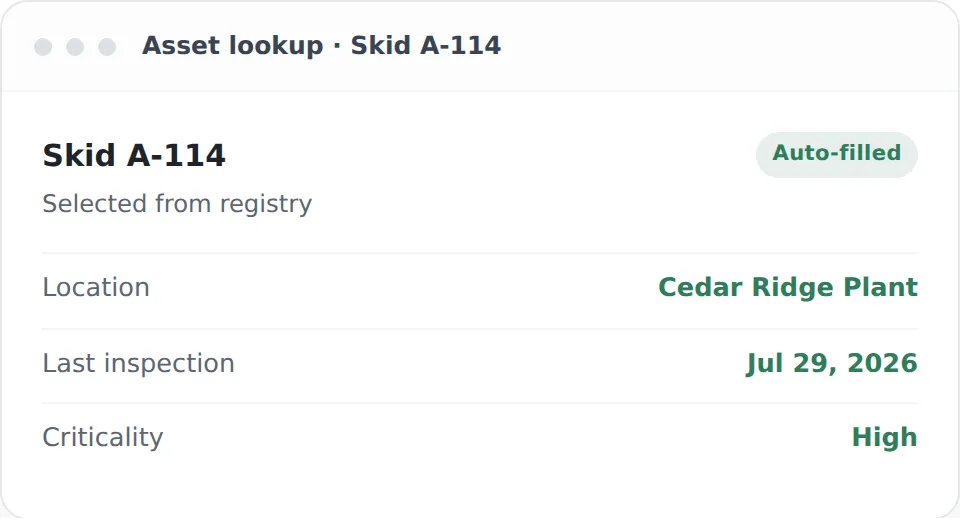 Asset lookup · Skid A-114
Skid A-114
Auto-filled
Selected from registry
Location
Cedar Ridge Plant
Last inspection
Jul 29, 2026
Criticality
High